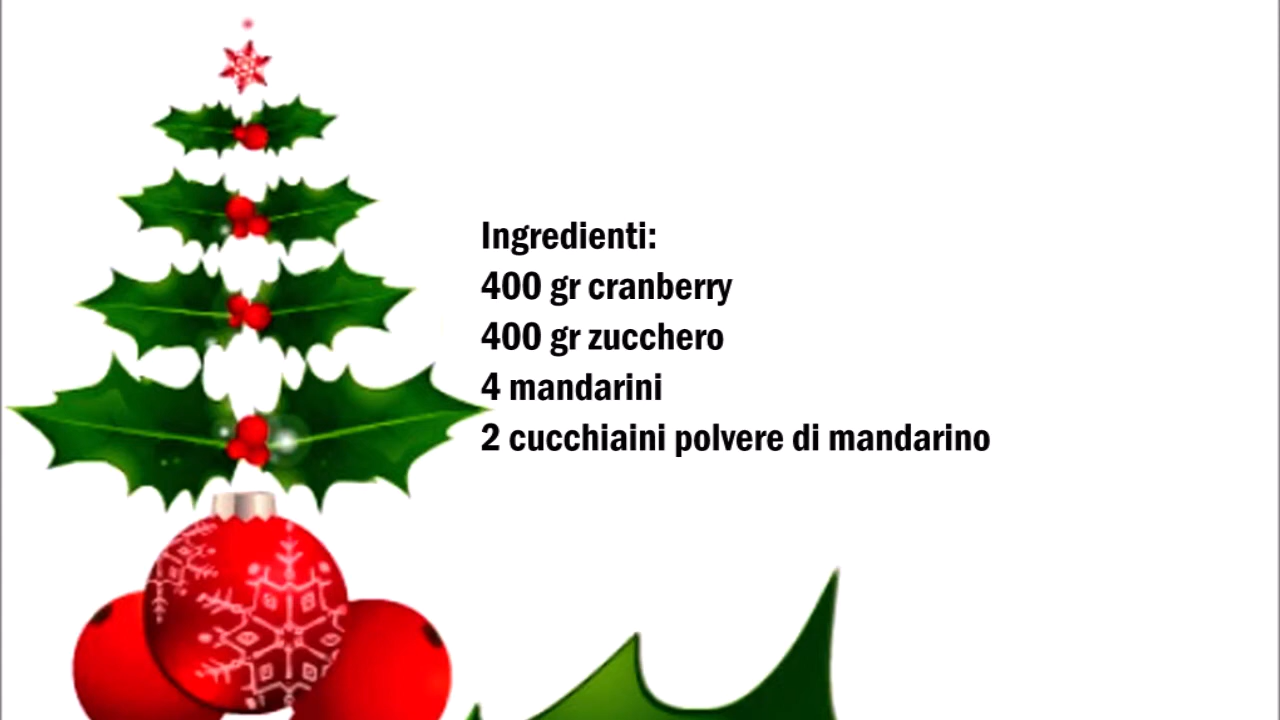 Ingredienti:
400 gr cranberry
400 gr zucchero
4 mandarini
2 cucchiaini polvere di mandarino